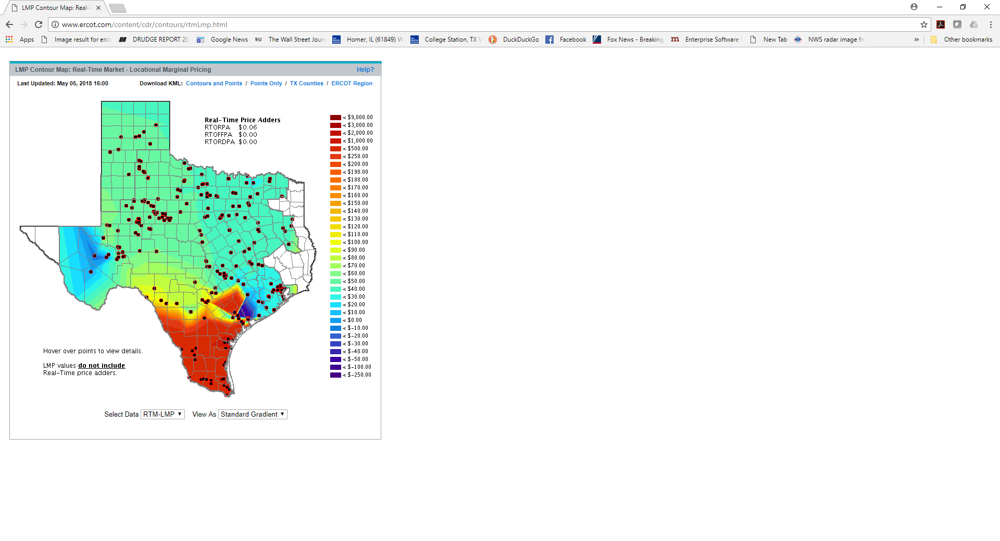 LMP Contour Map: Real-T
www.ercot.com/content/cdr/contours/rtmLmp.html
Apps Image result for erco DRUDGE REPORT 20 Google News WSJ The Wall Street Journ Homer, IL (61849) W College Station, TX V DuckDuckGo Facebook Fox News - Breaking m Enterprise Software New Tab NWS radar image fro » Other bookmarks
LMP Contour Map: Real-Time Market - Locational Marginal Pricing Help?
Last Updated: May 05, 2018 16:00 Download KML: Contours and Points / Points Only / TX Counties / ERCOT Region
Real-Time Price Adders
RTORPA $0.06
RTOFFPA $0.00
RTORDPA $0.00
< $9,000.00
< $3,000.00
< $2,000.00
< $1,000.00
< $500.00
< $250.00
< $200.00
< $190.00
< $180.00
< $170.00
< $160.00
< $150.00
< $140.00
< $130.00
< $120.00
< $110.00
< $100.00
< $90.00
< $80.00
< $70.00
< $60.00
< $50.00
< $40.00
< $30.00
< $20.00
< $10.00
< $0.00
< $-10.00
< $-20.00
< $-30.00
< $-40.00
< $-50.00
< $-100.00
< $-250.00
Hover over points to view details.
LMP values do not include
Real-Time price adders.
Select Data RTM-LMP View As Standard Gradient